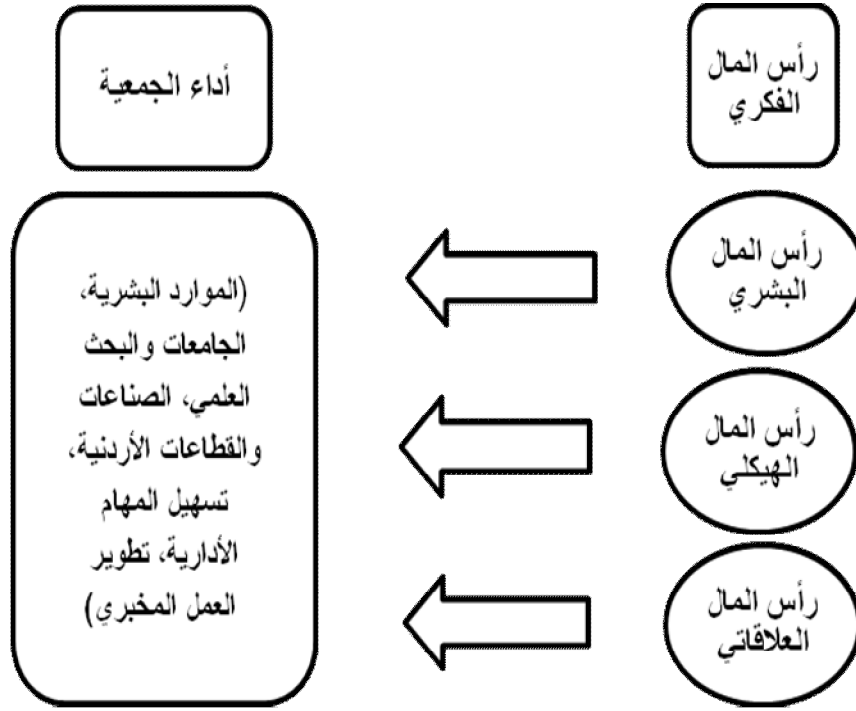 رأس المال
الفكري
أداء الجمعية
رأس المال
البشري
رأس المال
الهيكلي
رأس المال
العلاقاتي
(الموارد البشرية،
الجامعات والبحث
العلمي، الصناعات
والقطاعات الأردنية،
تسهيل المهام
الأدارية، تطوير
العمل المخبري)